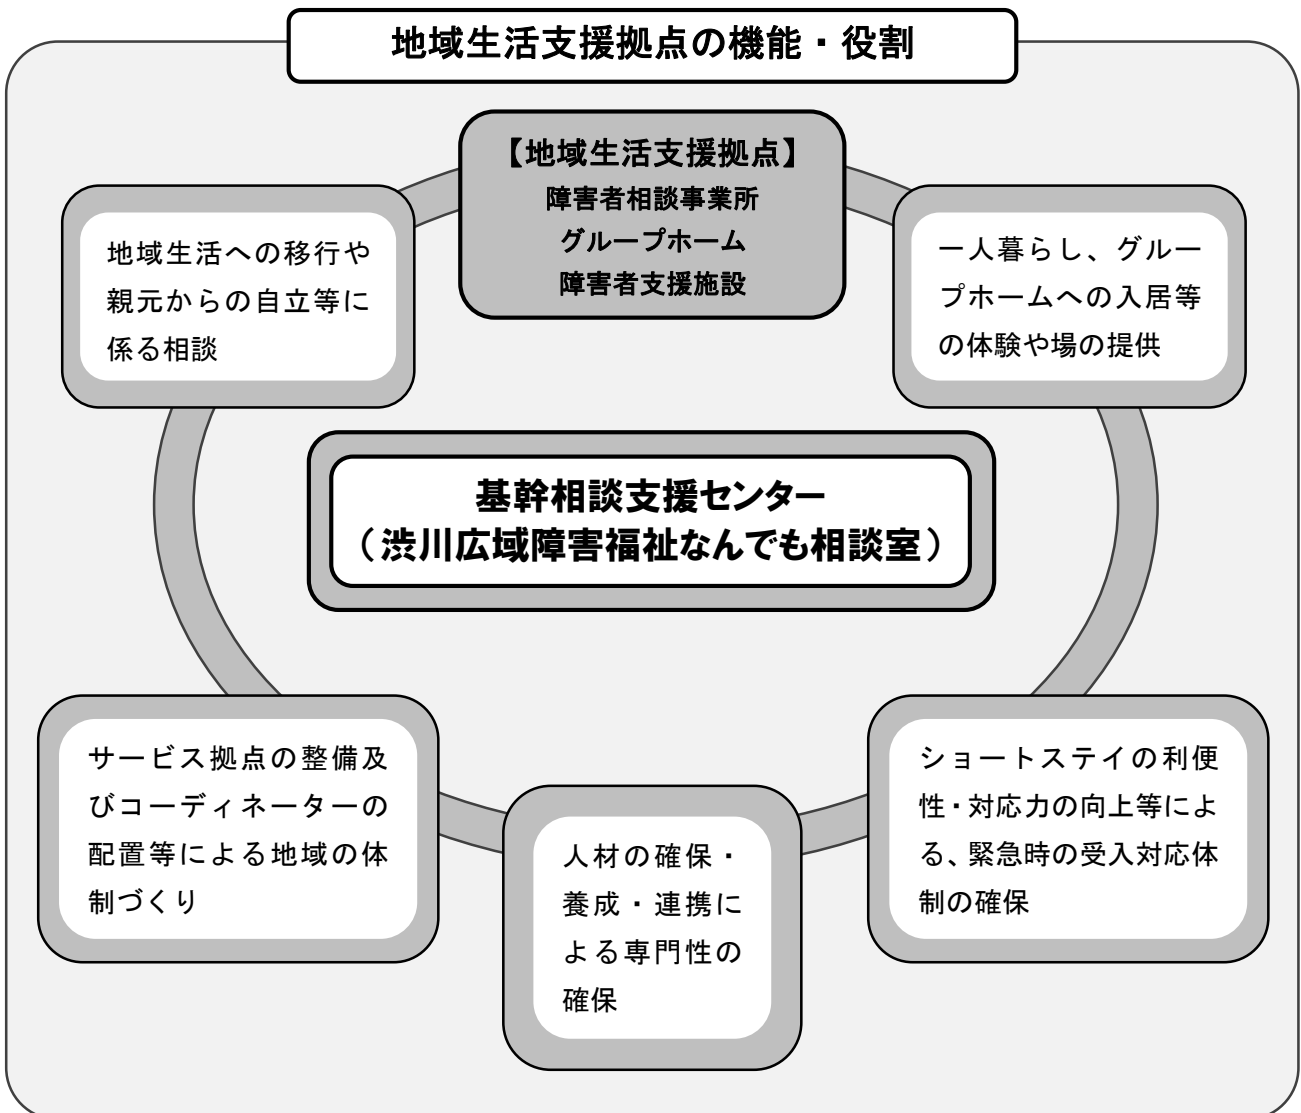 地域生活支援拠点の機能・役割
【地域生活支援拠点】
障害者相談事業所
グループホーム
障害者支援施設
地域生活への移行や
親元からの自立等に
係る相談
一人暮らし、グルー
プホームへの入居等
の体験や場の提供
基幹相談支援センター
（渋川広域障害福祉なんでも相談室）
サービス拠点の整備及
びコーディネーターの
配置等による地域の体
制づくり
人材の確保・
養成・連携に
よる専門性の
確保
ショートステイの利便
性・対応力の向上等によ
る、緊急時の受入対応体
制の確保